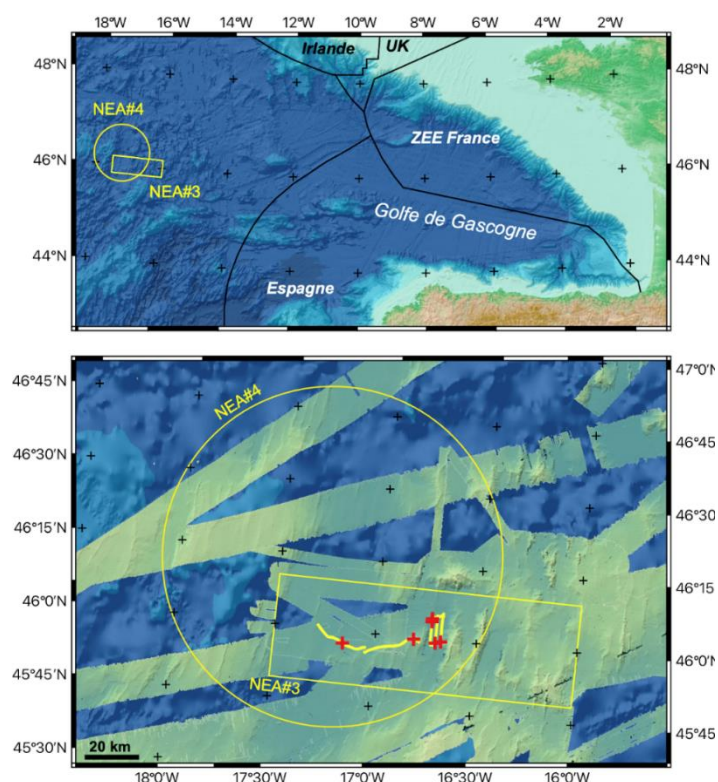 18°W 16°W 14°W 12°W 10°W 8°W 6°W 4°W 2°W
Irlande UK
48°N 48°N
NEA#4
ZEE France
46°N 46°N
NEA#3
Golfe de Gascogne
44°N 44°N
Espagne
46°45'N 47°0'N
NEA#4
46°30'N 46°45'N
46°15'N 46°30'N
46°0'N 46°15'N
45°45'N 46°0'N
NEA#3
45°30'N 45°45'N
20 km
18°0'W 17°30'W 17°0'W 16°30'W 16°0'W